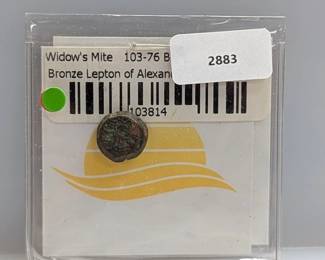 Widow's Mite 103-76 B
2883
Bronze Lepton of Alexan
103814